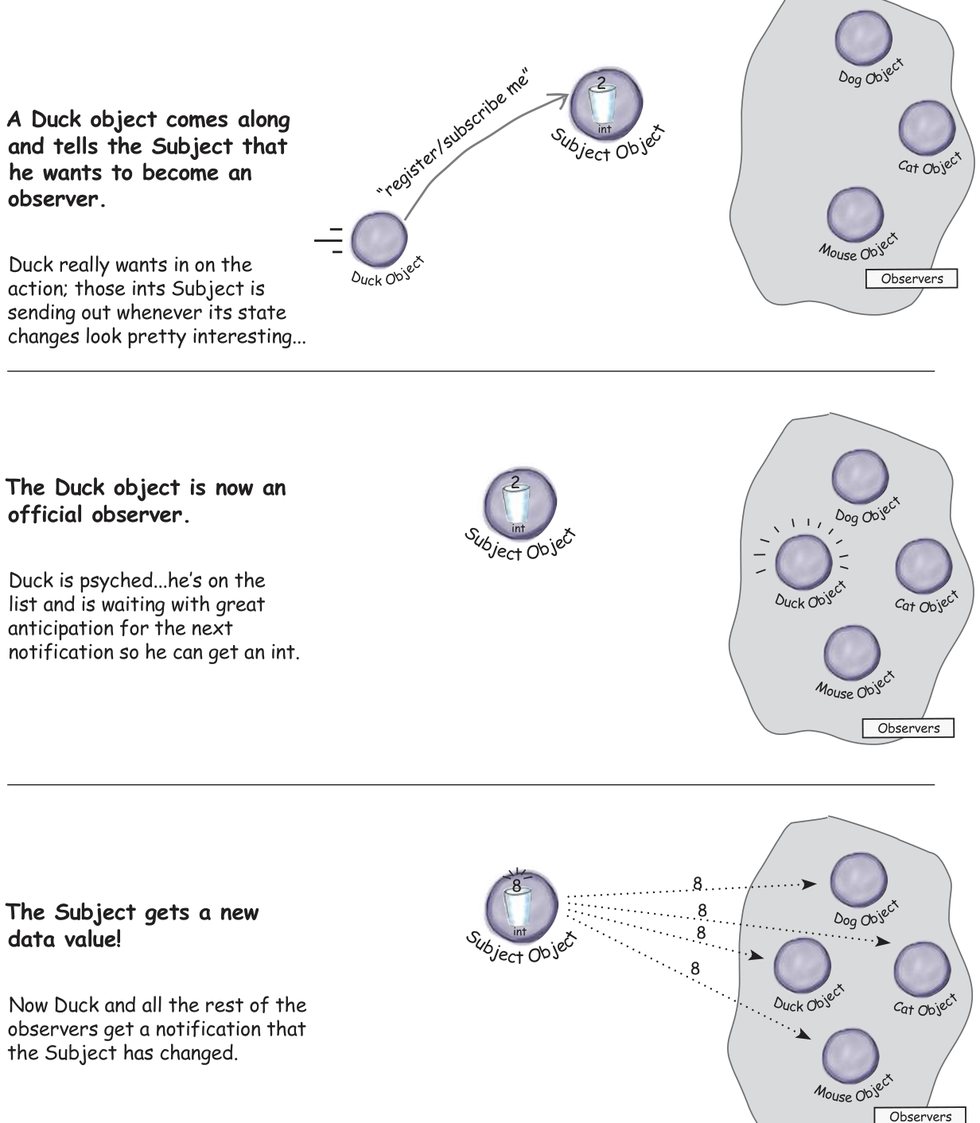 A Duck object comes along
and tells the Subject that
he wants to become an
observer.
Duck really wants in on the
action; those ints Subject is
sending out whenever its state
changes look pretty interesting...
"register/subscribe me"
2
int
Subject Object
Duck Object
Dog Object
Cat Object
Mouse Object
Observers
The Duck object is now an
official observer.
Duck is psyched...he's on the
list and is waiting with great
anticipation for the next
notification so he can get an int.
2
int
Subject Object
Dog Object
Duck Object
Cat Object
Mouse Object
Observers
The Subject gets a new
data value!
Now Duck and all the rest of the
observers get a notification that
the Subject has changed.
8
int
Subject Object
8
8
8
8
Dog Object
Duck Object
Cat Object
Mouse Object
Observers